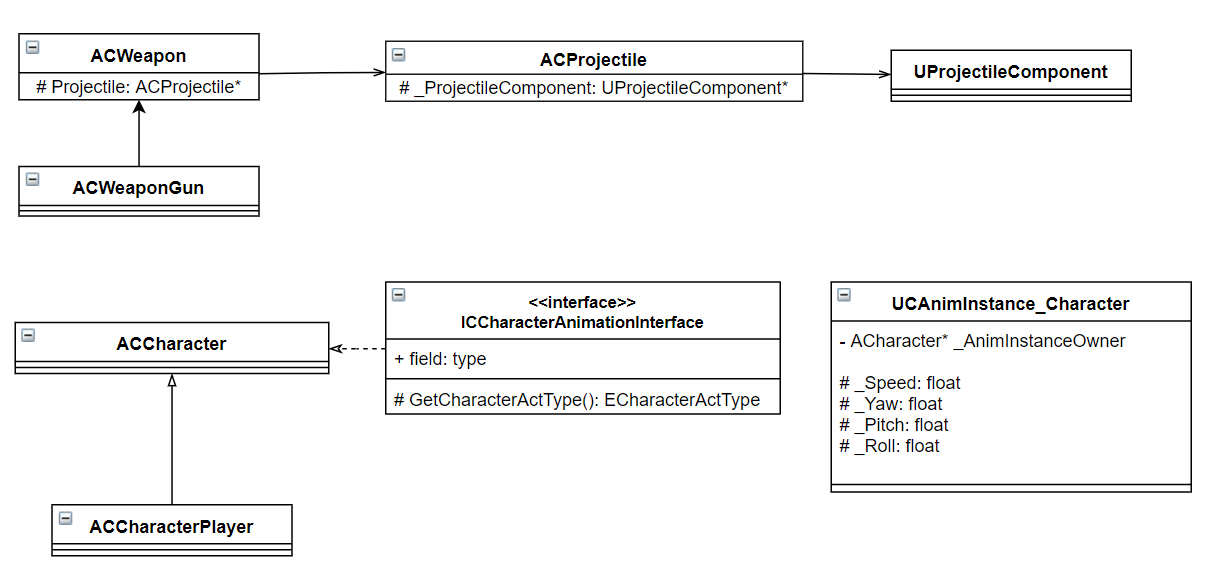 ACWeapon
# Projectile: ACProjectile*
ACProjectile
# _ProjectileComponent: UProjectileComponent*
UProjectileComponent
ACWeaponGun
ACCharacter
<<interface>>
ICCharacterAnimationInterface
+ field: type
# GetCharacterActType(): ECharacterActType
UCAnimInstance_Character
- ACharacter* _AnimInstanceOwner
# _Speed: float
# _Yaw: float
# _Pitch: float
# _Roll: float
ACCharacterPlayer